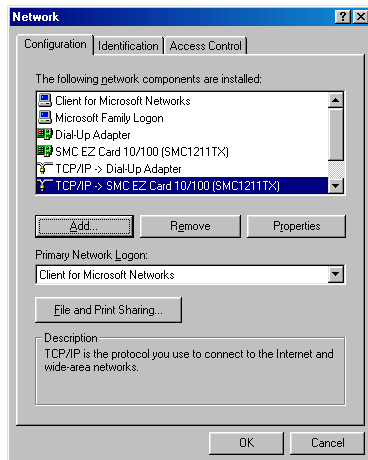 Network
Configuration Identification Access Control
The following network components are installed:
Client for Microsoft Networks
Microsoft Family Logon
Dial-Up Adapter
SMC EZ Card 10/100 (SMC1211TX)
TCP/IP -> Dial-Up Adapter
TCP/IP -> SMC EZ Card 10/100 (SMC1211TX)
Add... Remove Properties
Primary Network Logon:
Client for Microsoft Networks
File and Print Sharing...
Description
TCP/IP is the protocol you use to connect to the Internet and
wide-area networks.
OK Cancel